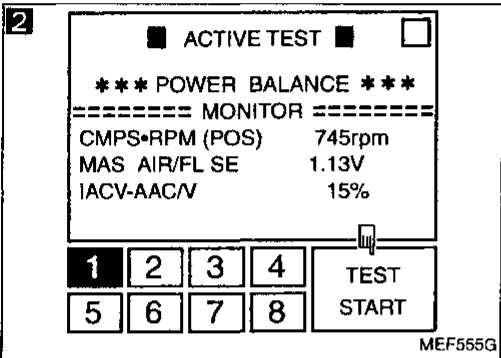 2
■ ACTIVE TEST ■
*** POWER BALANCE ***
======== MONITOR ========
CMPS•RPM (POS) 745rpm
MAS AIR/FL SE 1.13V
IACV-AAC/V 15%
1 2 3 4
5 6 7 8
TEST
START
MEF555G